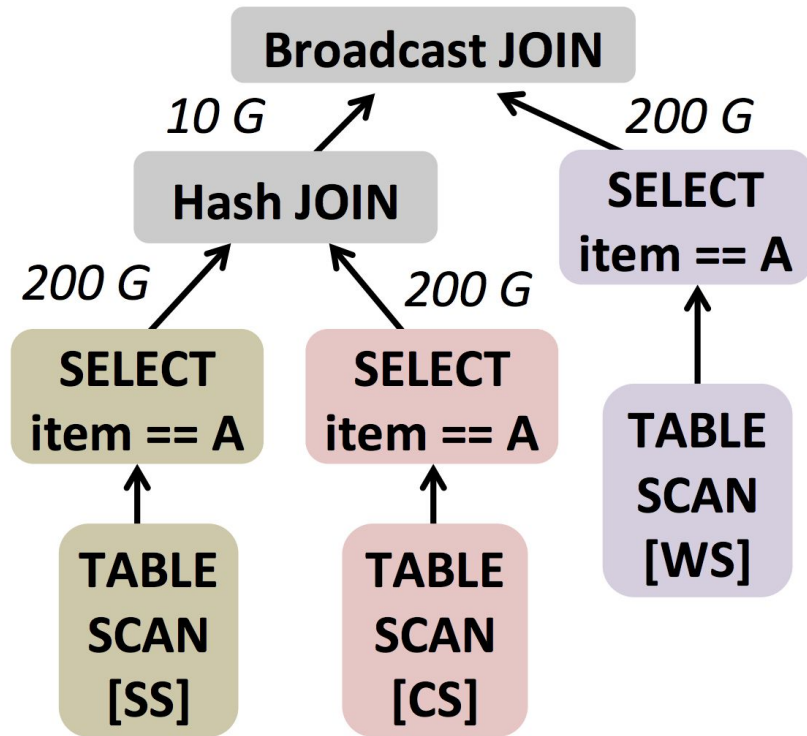 Broadcast JOIN
10 G
200 G
Hash JOIN
SELECT
item == A
200 G
200 G
SELECT
item == A
SELECT
item == A
TABLE
SCAN
[WS]
TABLE
SCAN
[SS]
TABLE
SCAN
[CS]